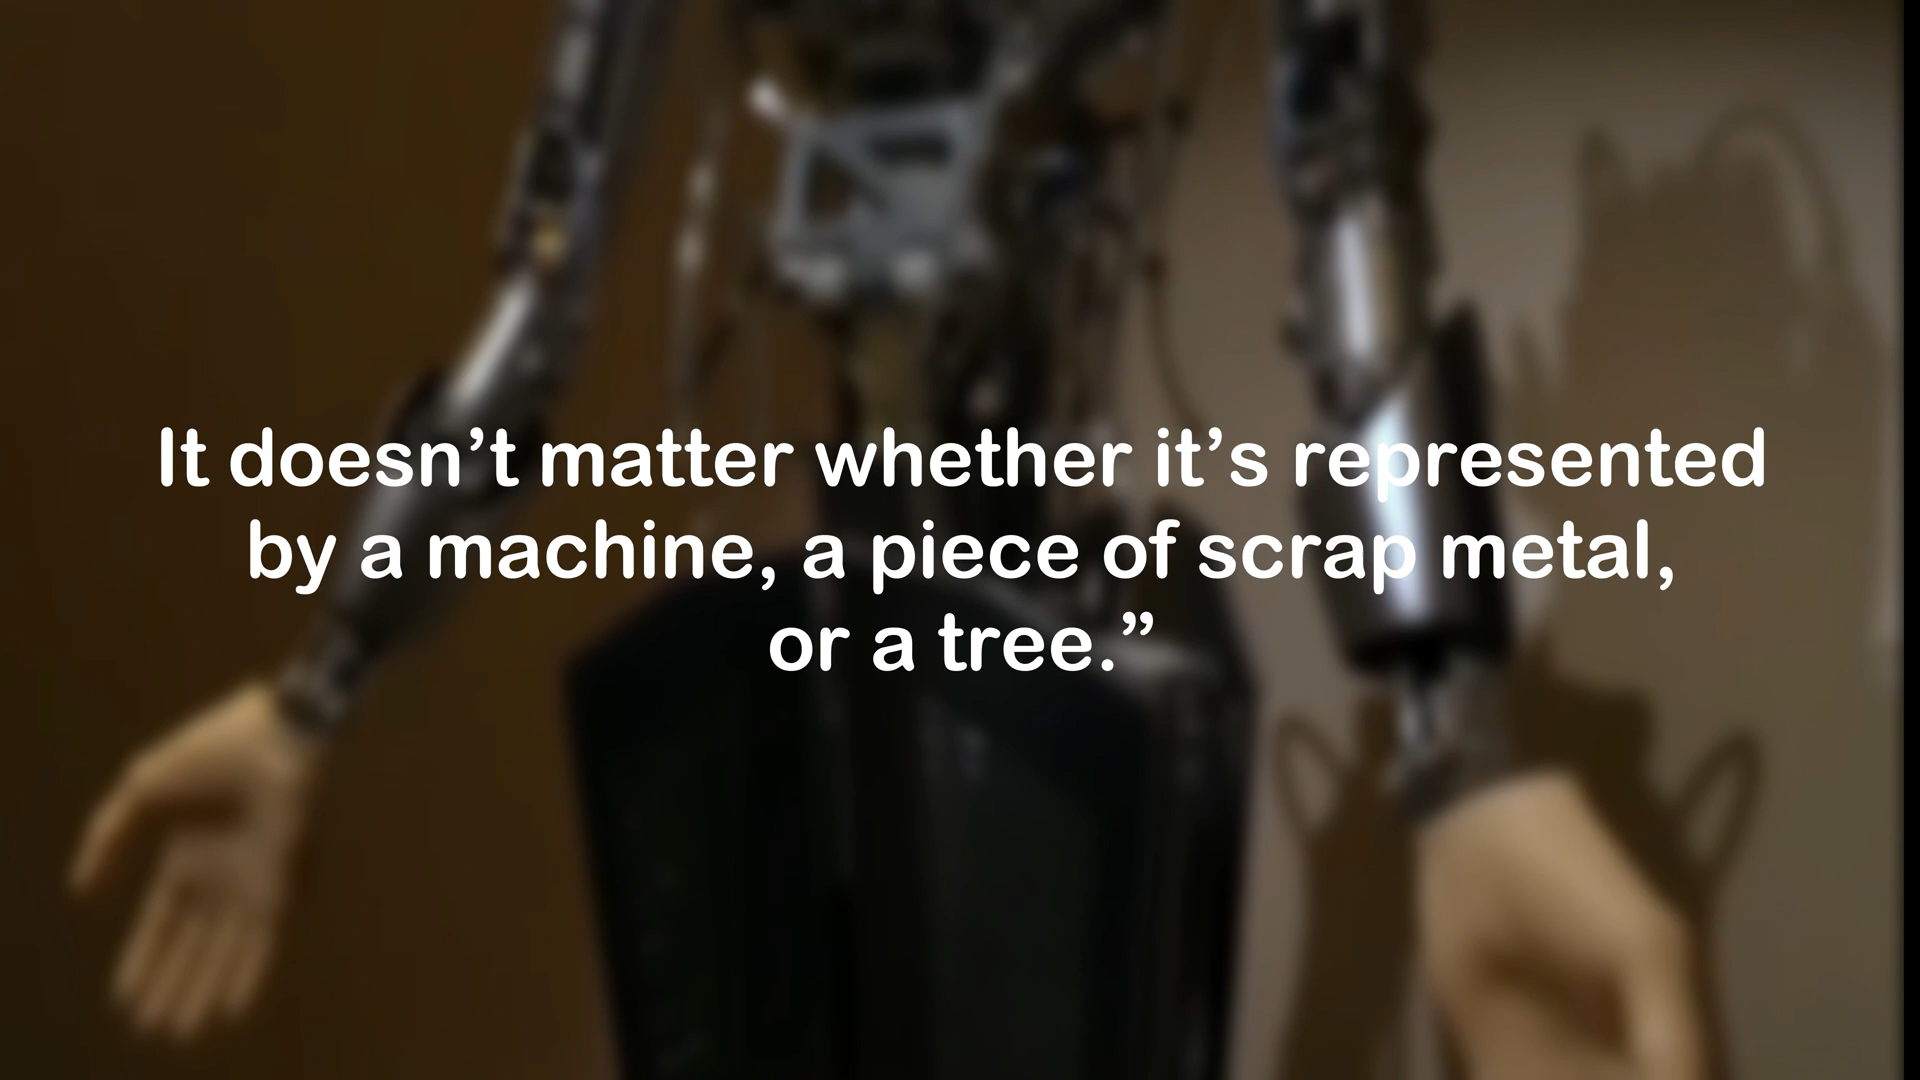 It doesn’t matter whether it’s represented
by a machine, a piece of scrap metal,
or a tree.”